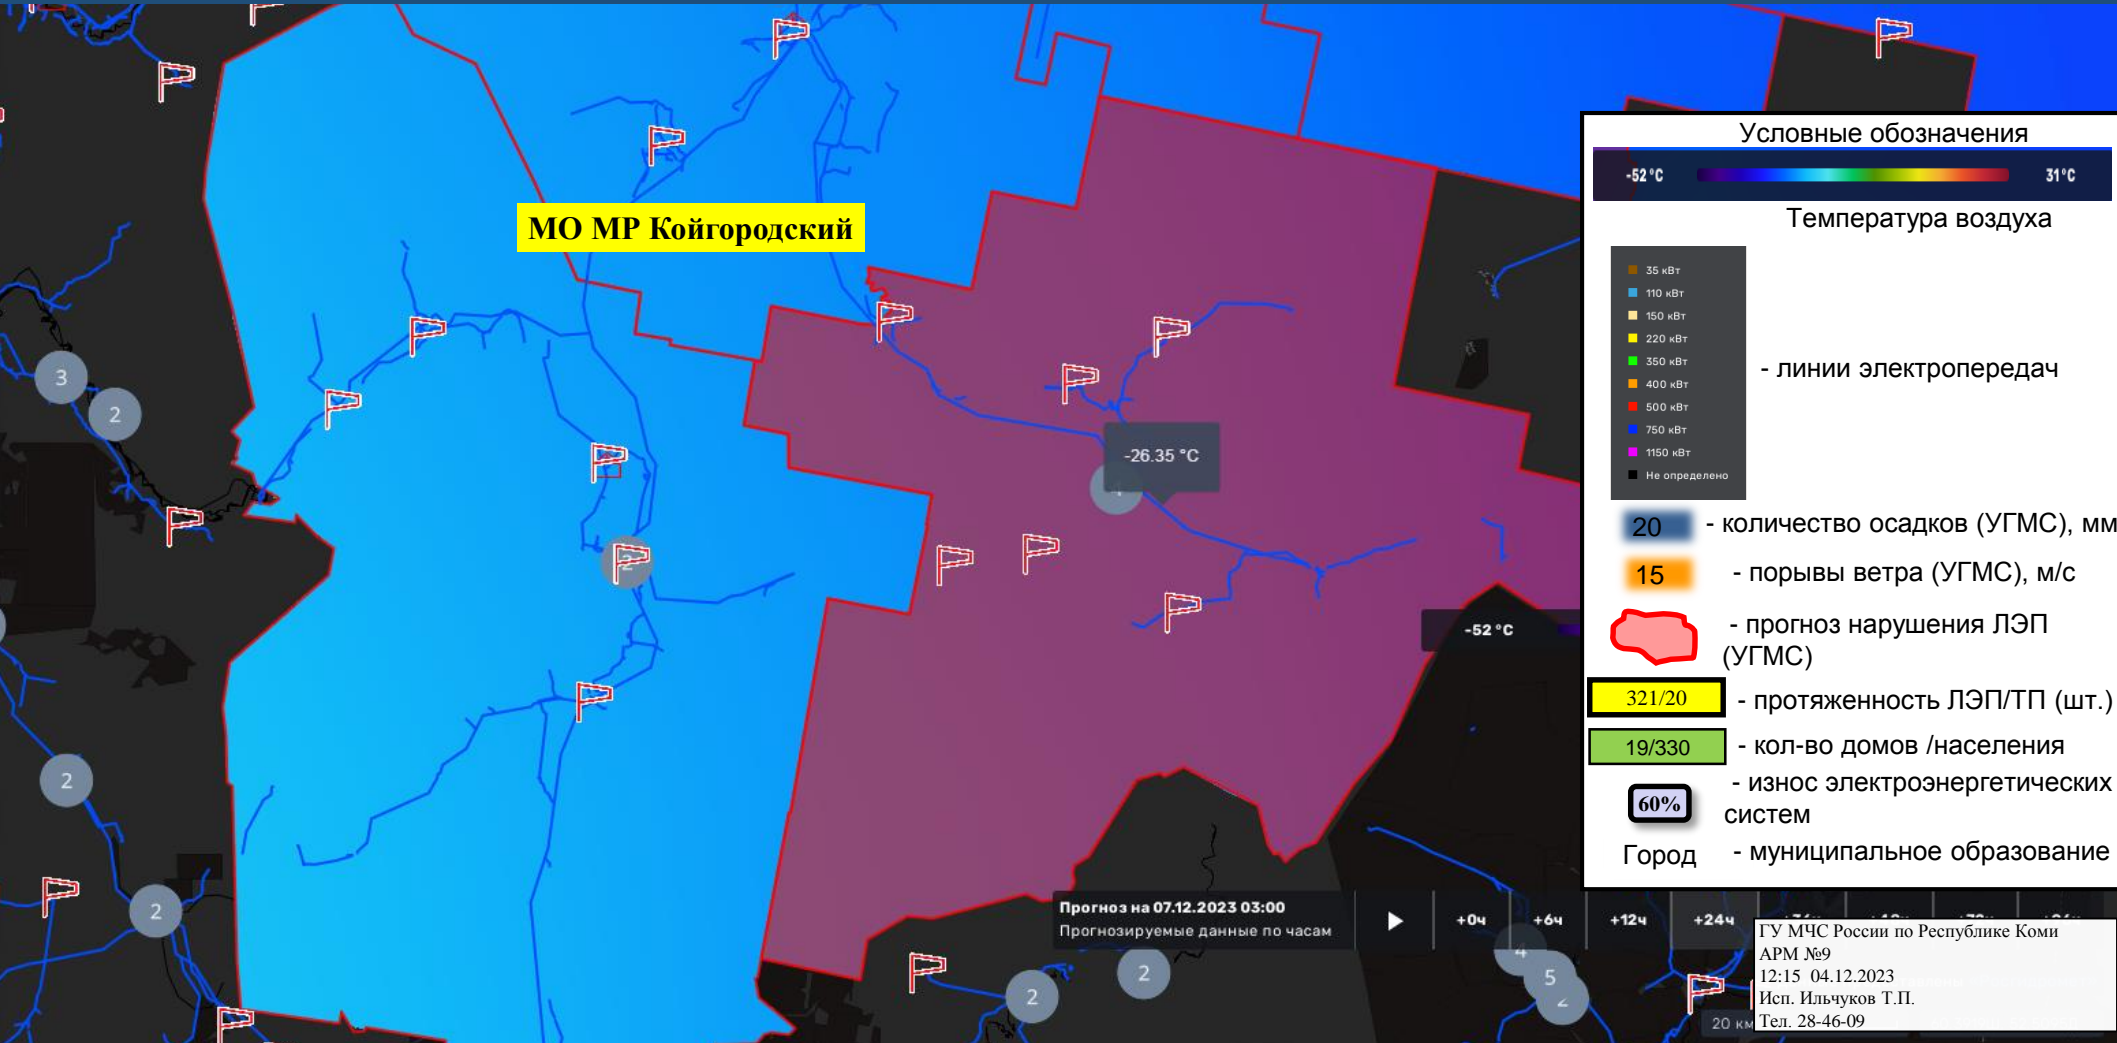 МО МР Койгородский
3
2
-26.35 °C
4
2
-52 °C
2
2
2
2
4
5
2
Условные обозначения
-52 °C
31°C
Температура воздуха
35 кВт
110 кВт
150 кВт
220 кВт
350 кВт
400 кВт
500 кВт
750 кВт
1150 кВт
Не определено
- линии электропередач
20 - количество осадков (УГМС), мм
15 - порывы ветра (УГМС), м/с
- прогноз нарушения ЛЭП
(УГМС)
321/20 - протяженность ЛЭП/ТП (шт.)
19/330 - кол-во домов /населения
60% - износ электроэнергетических
систем
Город - муниципальное образование
Прогноз на 07.12.2023 03:00
Прогнозируемые данные по часам
+0ч +6ч +12ч +24ч
20 км
ГУ МЧС России по Республике Коми
АРМ №9
12:15 04.12.2023
Исп. Ильчуков Т.П.
Тел. 28-46-09